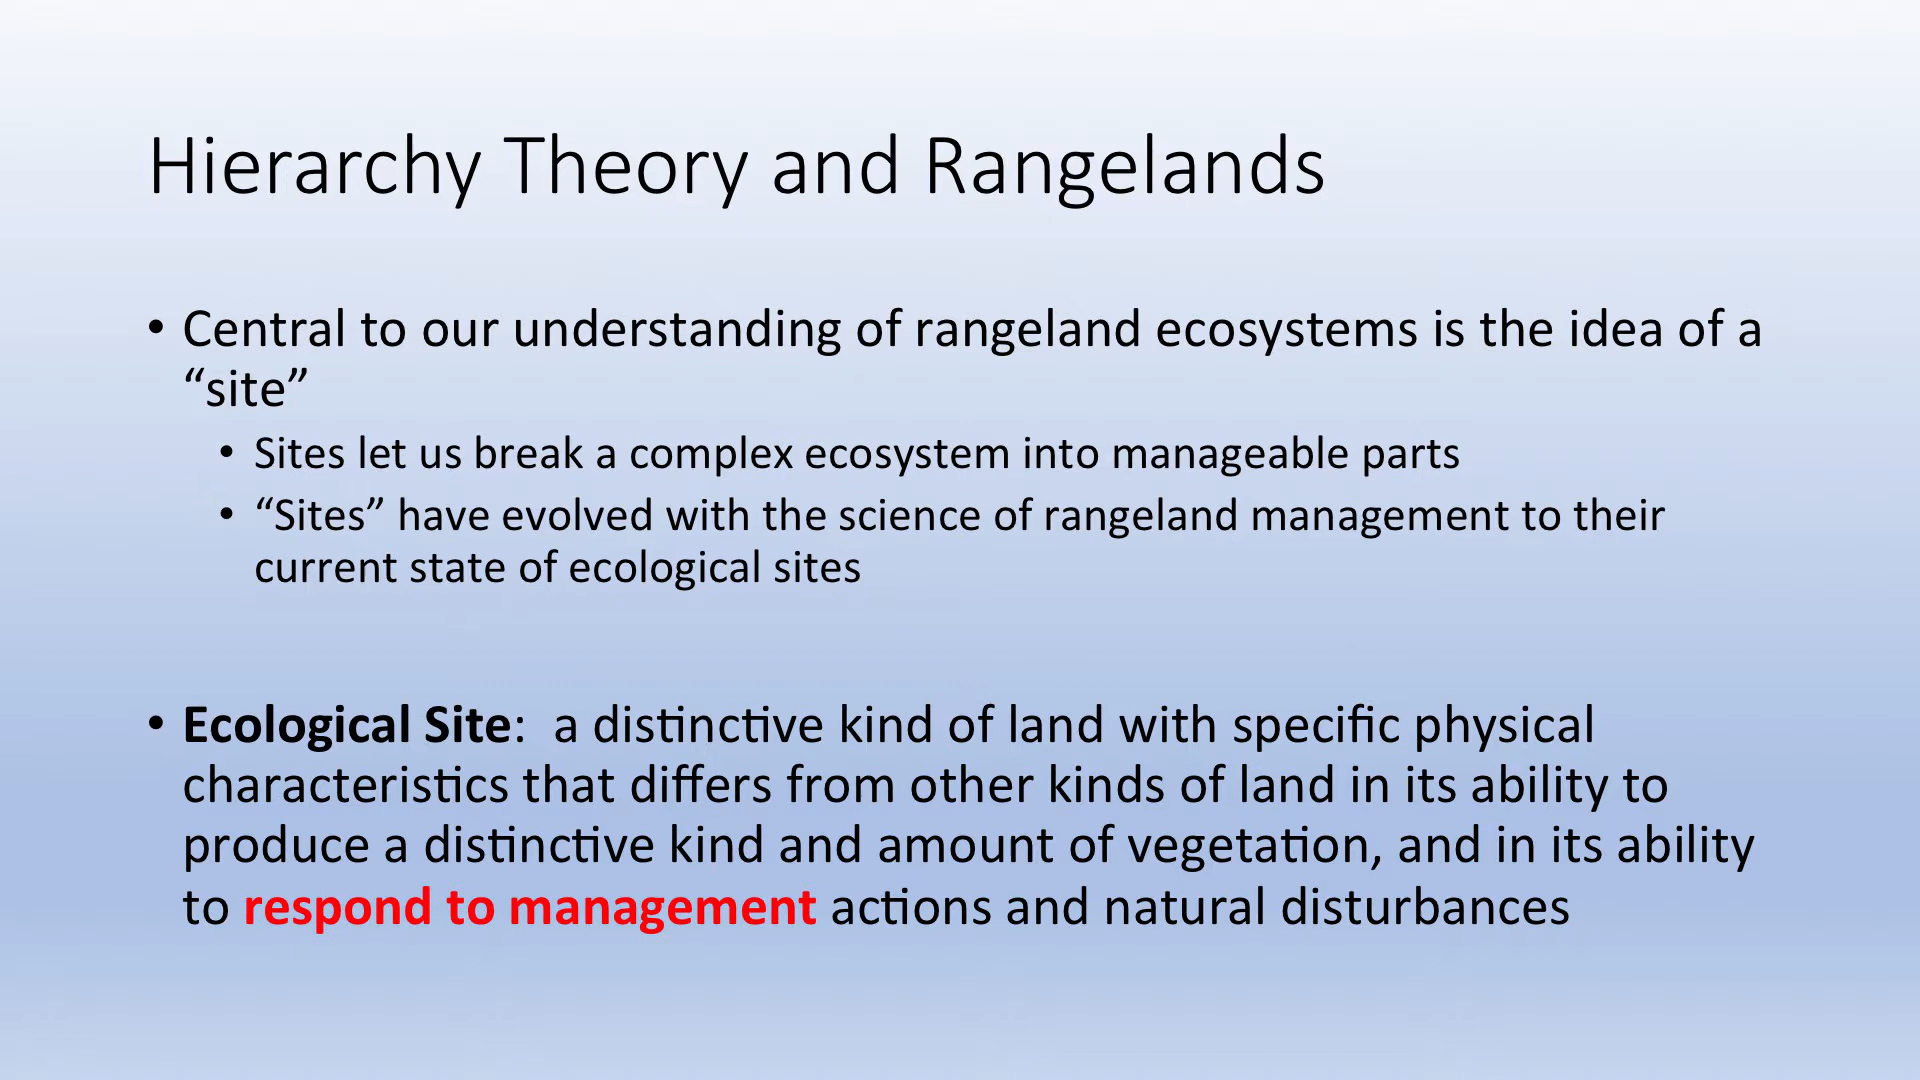 Hierarchy Theory and Rangelands
• Central to our understanding of rangeland ecosystems is the idea of a
“site”
• Sites let us break a complex ecosystem into manageable parts
• “Sites” have evolved with the science of rangeland management to their
current state of ecological sites
• Ecological Site:  a distinctive kind of land with specific physical
characteristics that differs from other kinds of land in its ability to
produce a distinctive kind and amount of vegetation, and in its ability
to respond to management actions and natural disturbances